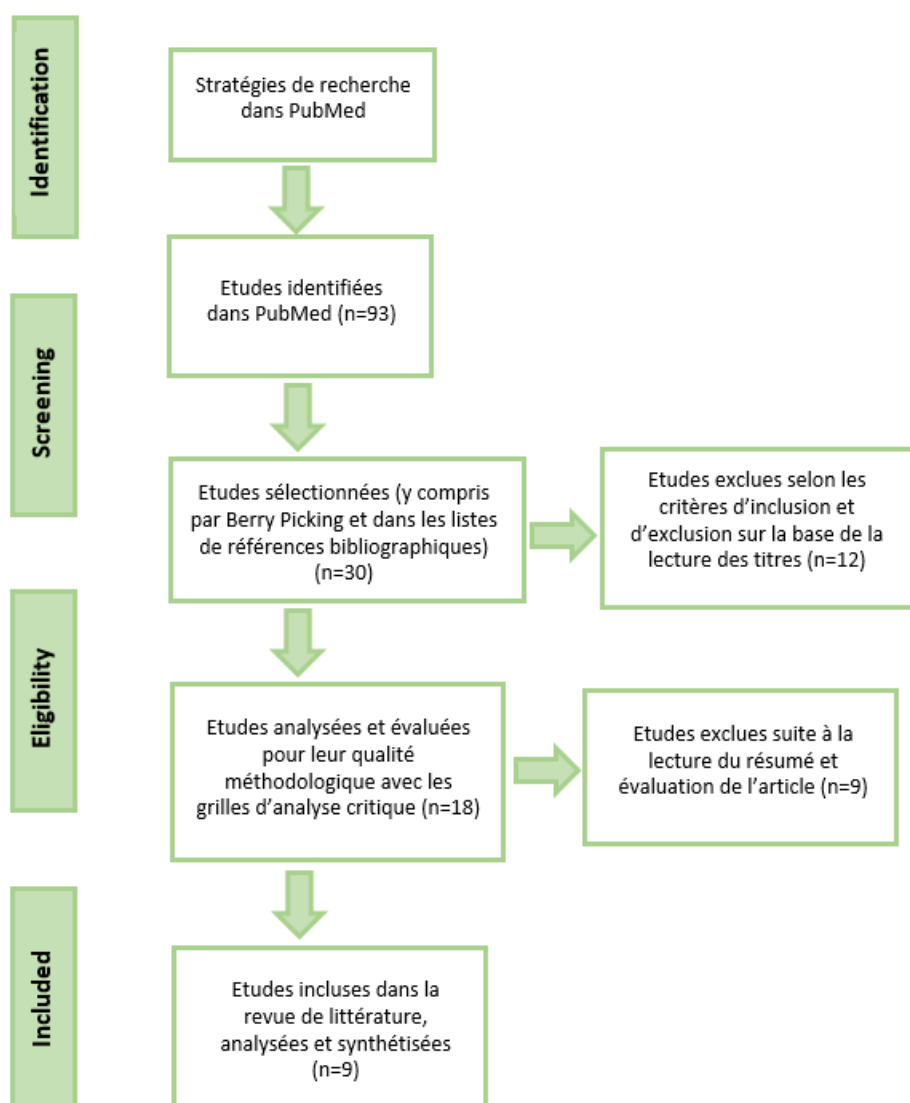 Identification
Stratégies de recherche
dans PubMed
Etudes identifiées
dans PubMed (n=93)
Screening
Etudes sélectionnées (y compris
par Berry Picking et dans les listes
de références bibliographiques)
(n=30)
Etudes exclues selon les
critères d'inclusion et
d'exclusion sur la base de la
lecture des titres (n=12)
Eligibility
Etudes analysées et évaluées
pour leur qualité
méthodologique avec les
grilles d'analyse critique (n=18)
Etudes exclues suite à la
lecture du résumé et
évaluation de l'article (n=9)
Included
Etudes incluses dans la
revue de littérature,
analysées et synthétisées
(n=9)